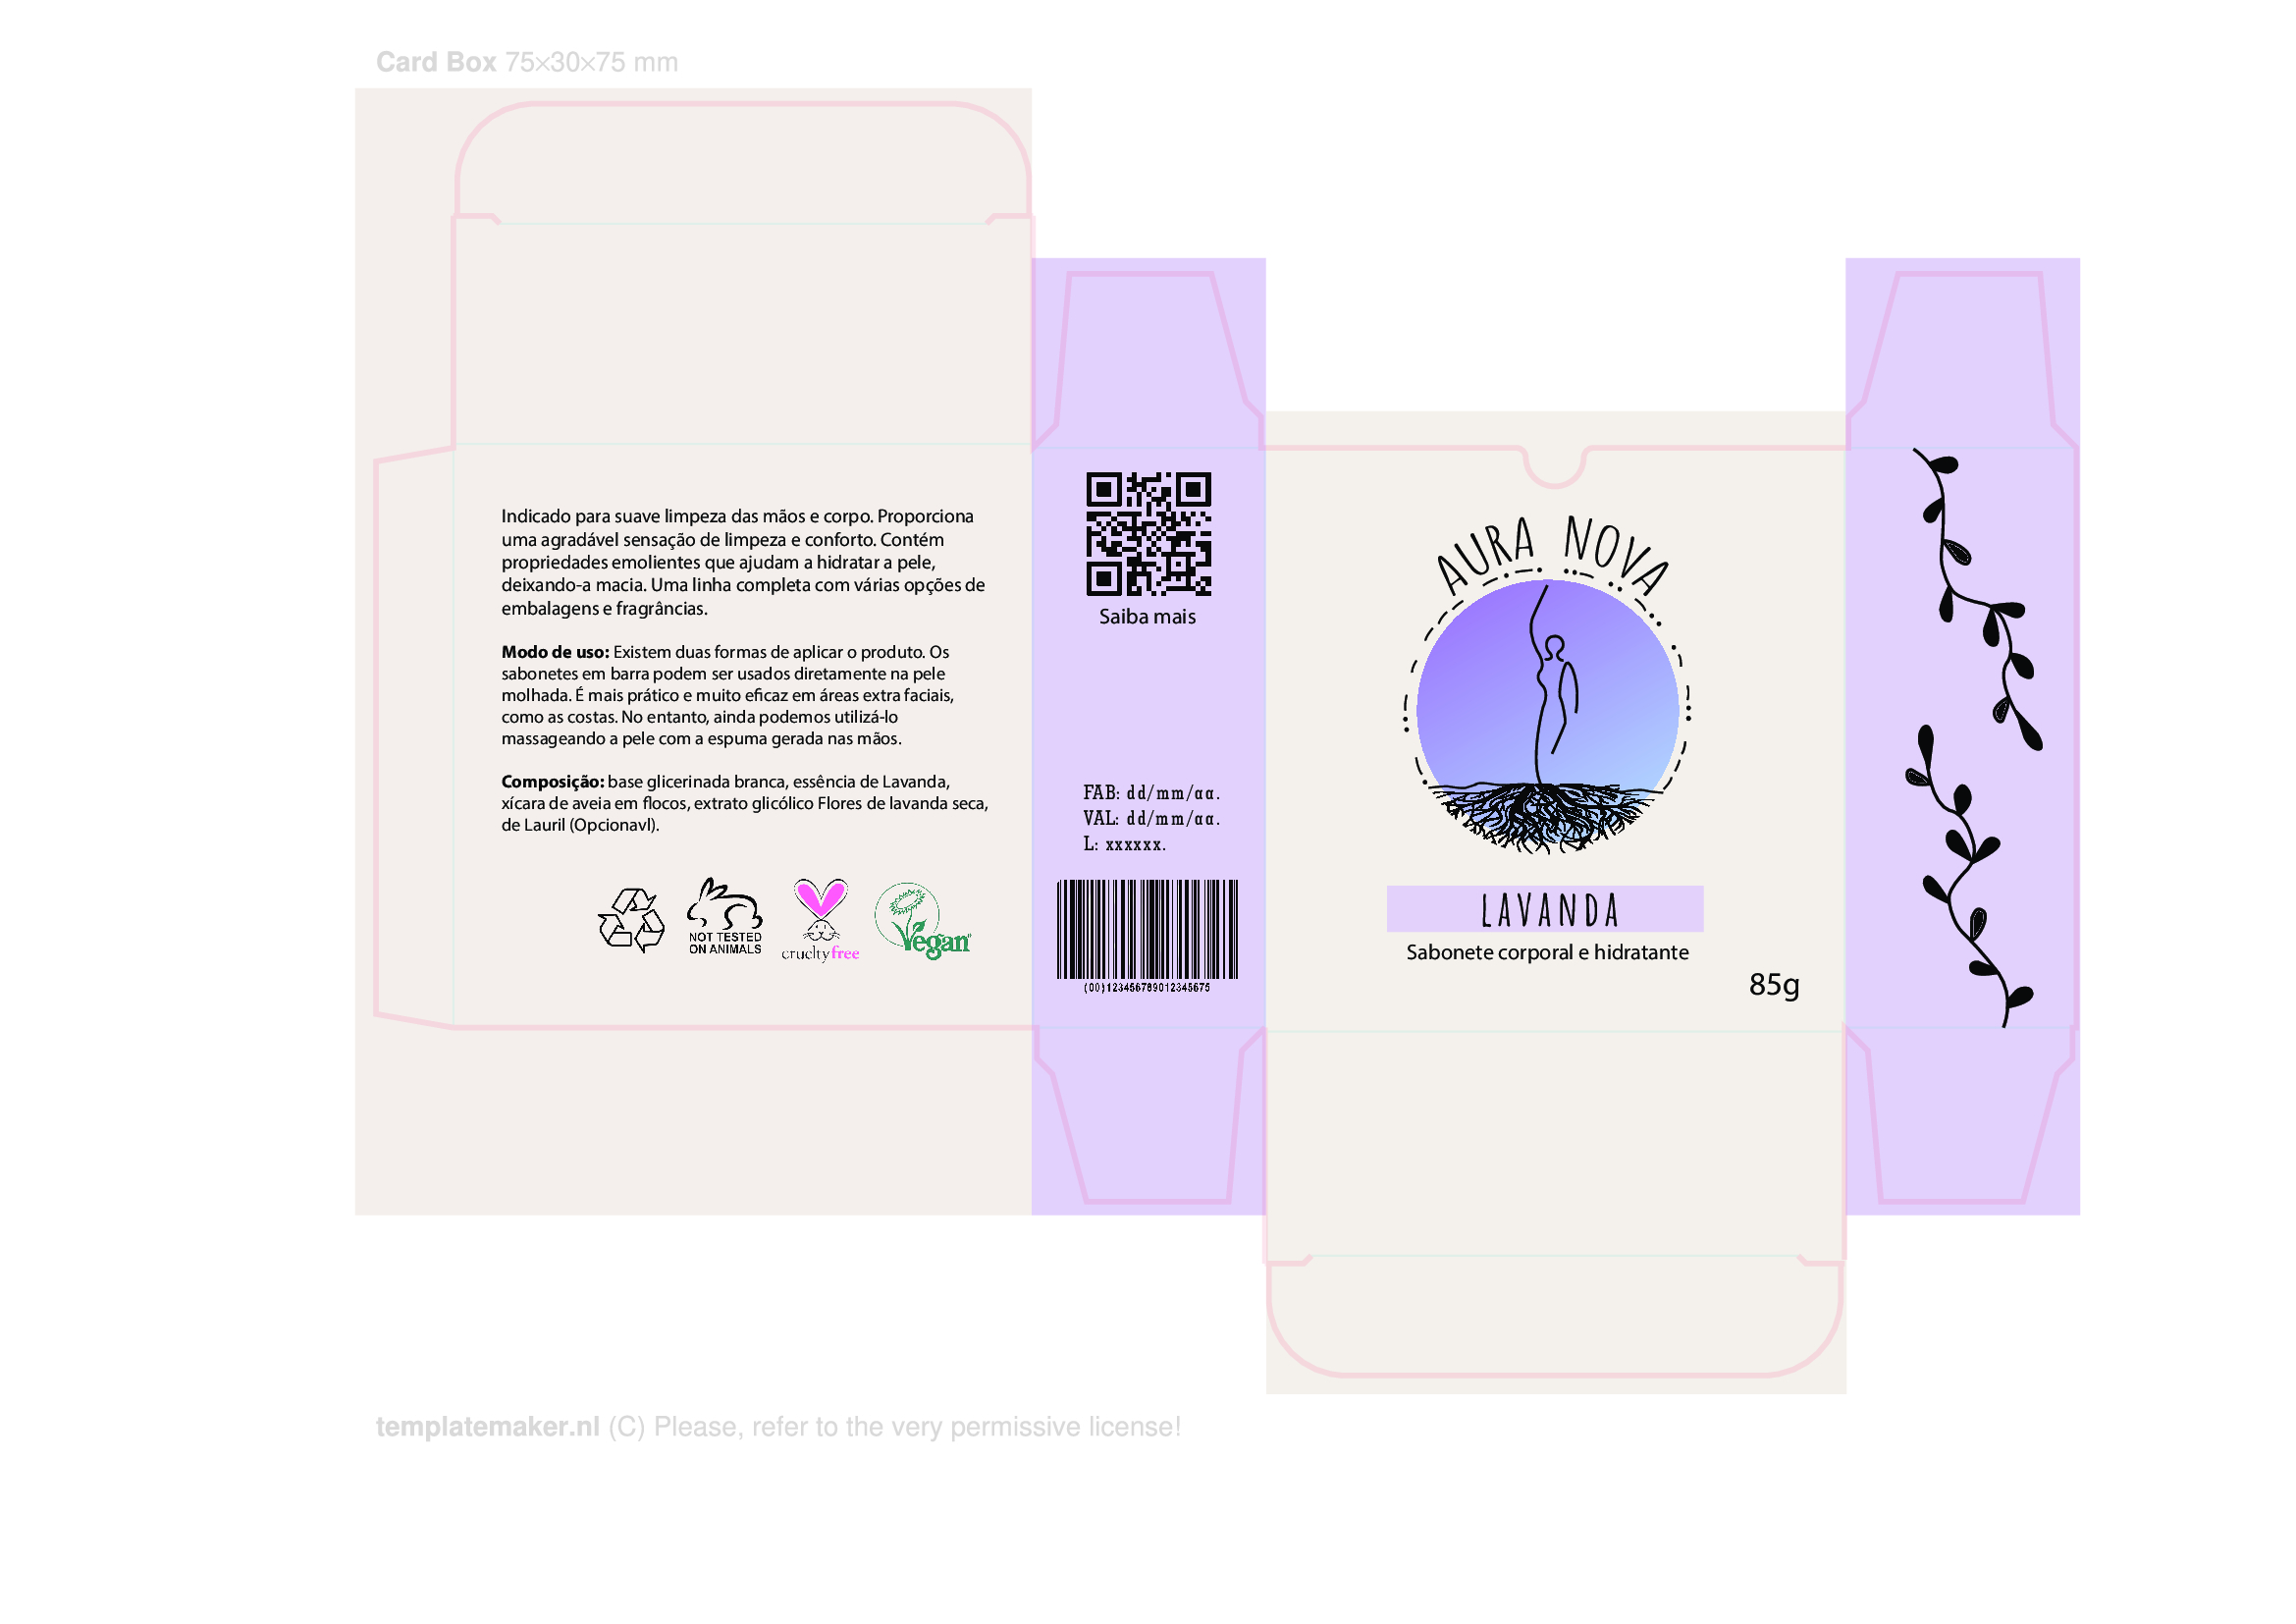 Card Box 75×30×75 mm
Indicado para suave limpeza das mãos e corpo. Proporciona
uma agradável sensação de limpeza e conforto. Contém
propriedades emolientes que ajudam a hidratar a pele,
deixando-a macia. Uma linha completa com várias opções de
embalagens e fragrâncias.
Modo de uso: Existem duas formas de aplicar o produto. Os
sabonetes em barra podem ser usados diretamente na pele
molhada. É mais prático e muito eficaz em áreas extra faciais,
como as costas. No entanto, ainda podemos utilizá-lo
massageando a pele com a espuma gerada nas mãos.
Composição: base glicerinada branca, essência de Lavanda,
xícara de aveia em flocos, extrato glicólico Flores de lavanda seca,
de Lauril (Opcionavl).
NOT TESTED
ON ANIMALS
crueltyfree
Vegan
Saiba mais
FAB: dd/mm/aa.
VAL: dd/mm/aa.
L: xxxxxx.
(00)123456789012345675
AURA NOVA
LAVANDA
Sabonete corporal e hidratante
85g
templatemaker.nl (C) Please, refer to the very permissive license!